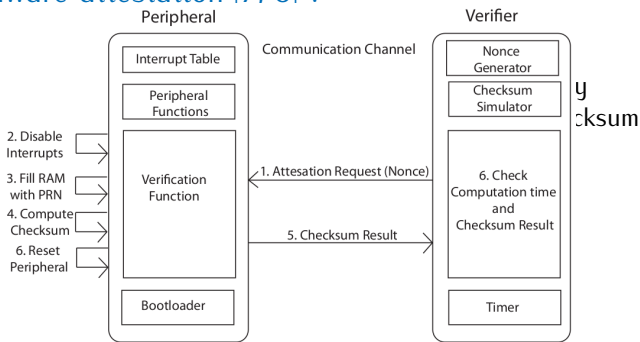 Peripheral
Verifier
Communication Channel
Interrupt Table
Peripheral
Functions
Verification
Function
Bootloader
2. Disable
Interrupts
3. Fill RAM
with PRN
4. Compute
Checksum
6. Reset
Peripheral
1. Attesation Request (Nonce)
5. Checksum Result
Nonce
Generator
Checksum
Simulator
6. Check
Computation time
and
Checksum Result
Timer
y
cksum